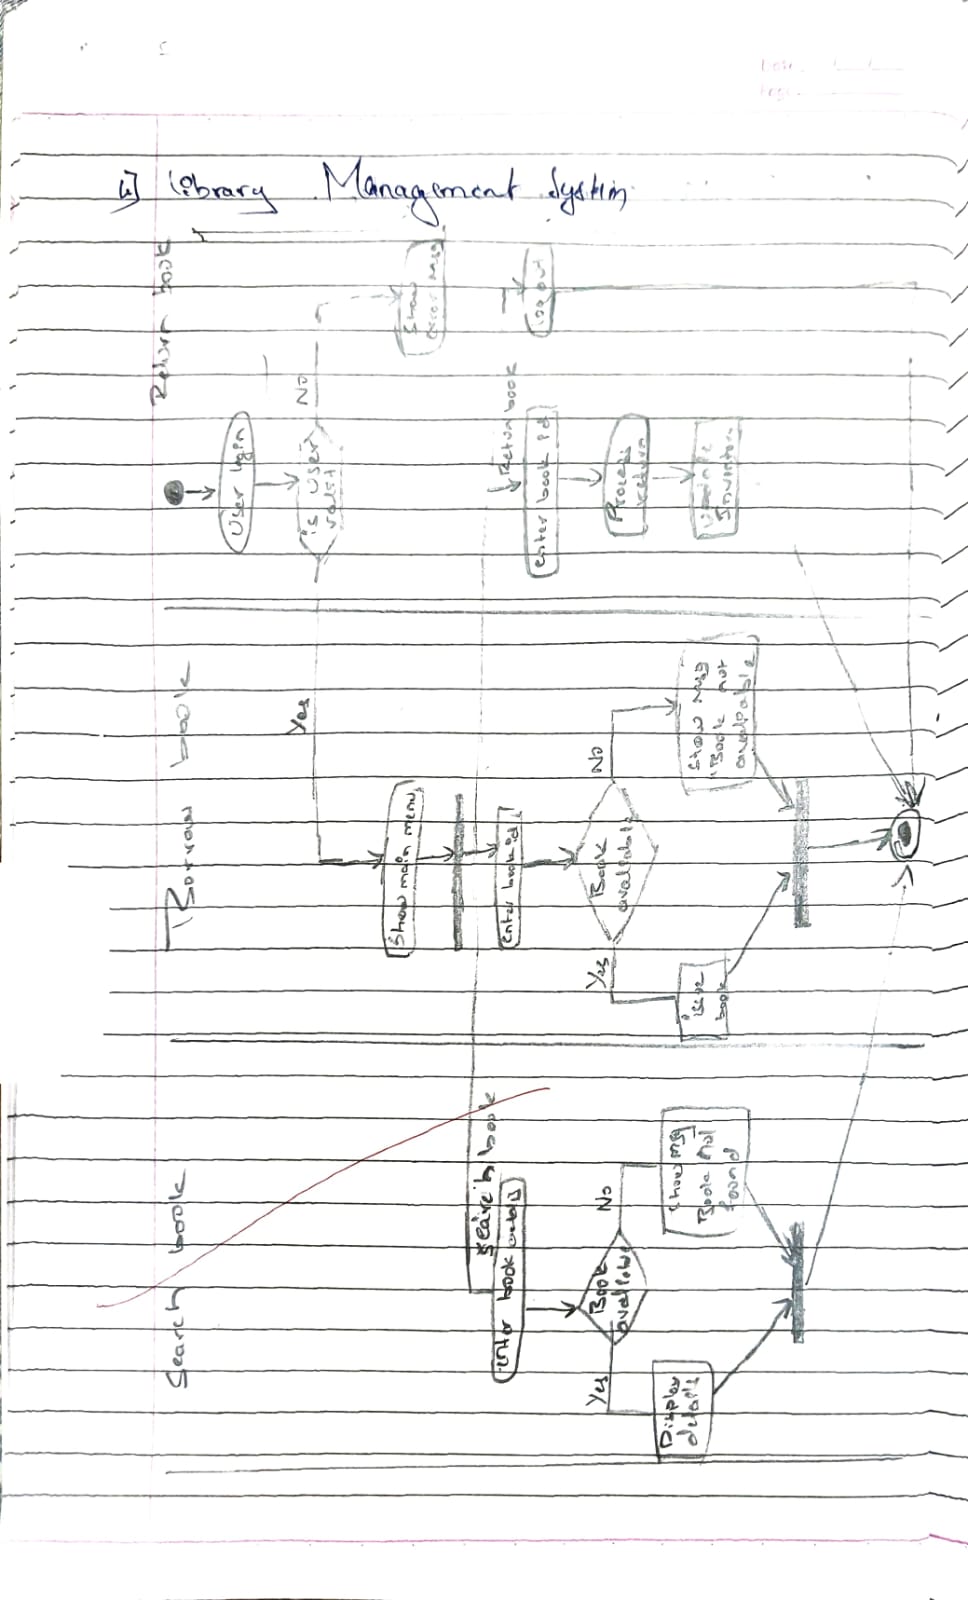 ii] Library Management System
Date
Page
Search book
Borrow book
Return book
User login
is User
valid
No
Yes
Show
error msg
log out
Show main menu
Search book
enter book details
Book
available
Yes
No
Display
details
Show msg
Book Not
found
enter book id
Book
available
Yes
No
issue
book
Show msg
Book not
available
Return book
enter book id
Process
return
Update
Inventory